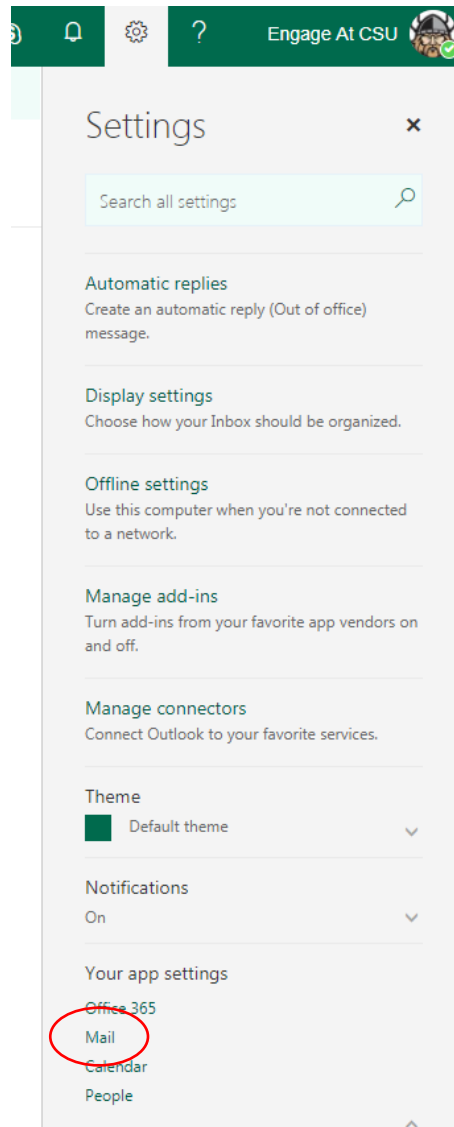 ? Engage At CSU
Settings
Search all settings
Automatic replies
Create an automatic reply (Out of office)
message.
Display settings
Choose how your Inbox should be organized.
Offline settings
Use this computer when you're not connected
to a network.
Manage add-ins
Turn add-ins from your favorite app vendors on
and off.
Manage connectors
Connect Outlook to your favorite services.
Theme
Default theme
Notifications
On
Your app settings
Office 365
Mail
Calendar
People